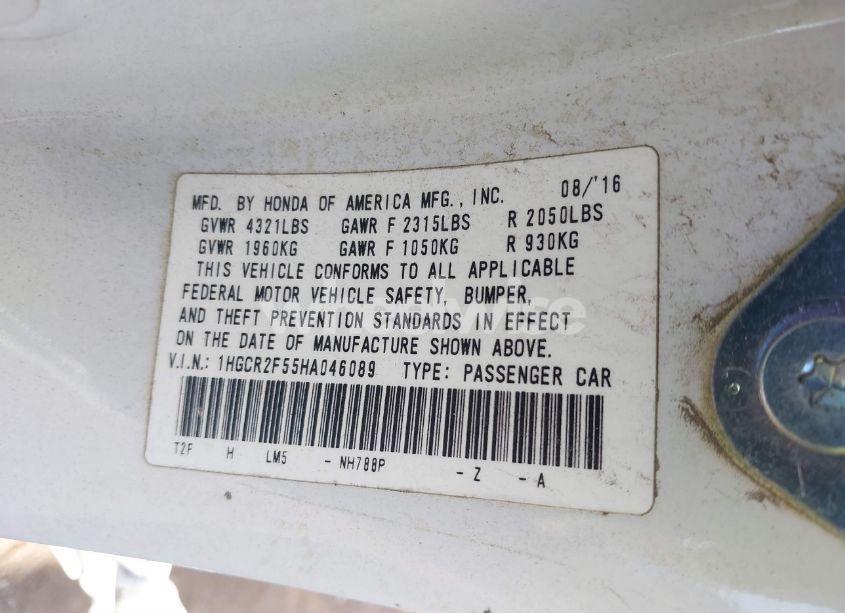 MFD. BY HONDA OF AMERICA MFG., INC. 08/'16
GVWR 4321LBS GAWR F 2315LBS R 2050LBS
GVWR 1960KG GAWR F 1050KG R 930KG
THIS VEHICLE CONFORMS TO ALL APPLICABLE
FEDERAL MOTOR VEHICLE SAFETY, BUMPER,
AND THEFT PREVENTION STANDARDS IN EFFECT
ON THE DATE OF MANUFACTURE SHOWN ABOVE.
V.I.N.: 1HGCR2F55HA046089 TYPE: PASSENGER CAR
T2F H LM5 - NH788P - Z - A